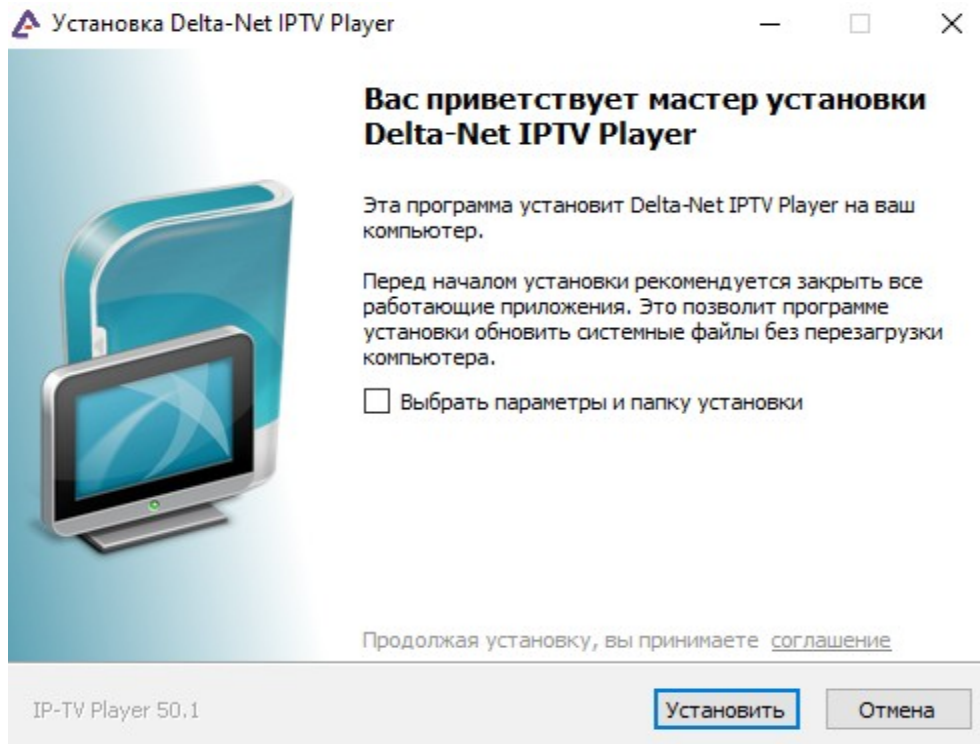 Установка Delta-Net IPTV Player
Вас приветствует мастер установки
Delta-Net IPTV Player
Эта программа установит Delta-Net IPTV Player на ваш
компьютер.
Перед началом установки рекомендуется закрыть все
работающие приложения. Это позволит программе
установки обновить системные файлы без перезагрузки
компьютера.
Выбрать параметры и папку установки
Продолжая установку, вы принимаете соглашение
IP-TV Player 50.1
Установить
Отмена